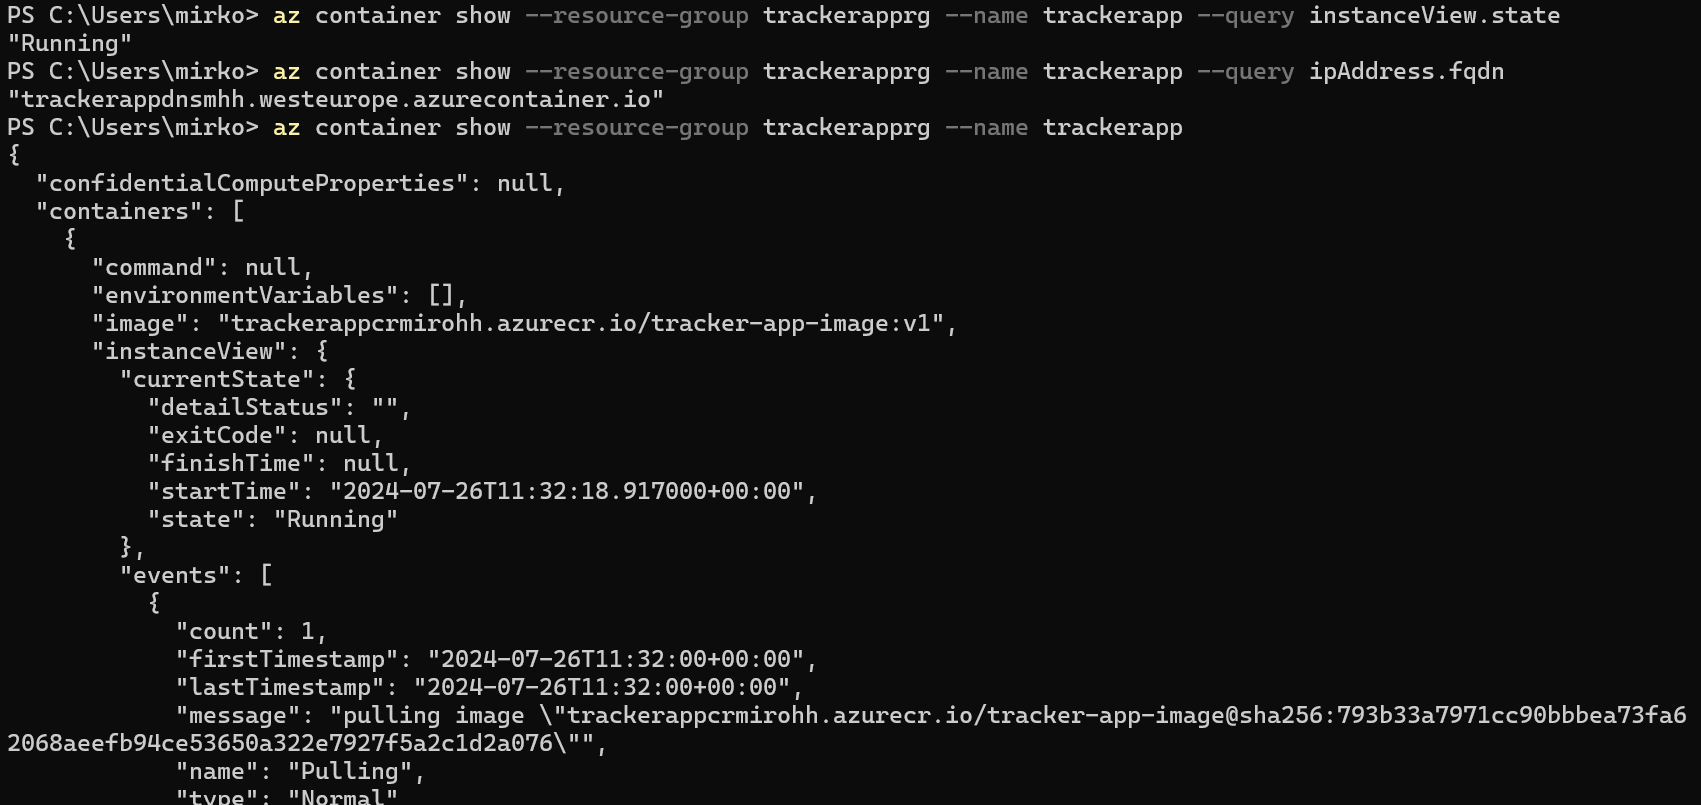 PS C:\Users\mirko> az container show --resource-group trackerapprg --name trackerapp --query instanceView.state
"Running"
PS C:\Users\mirko> az container show --resource-group trackerapprg --name trackerapp --query ipAddress.fqdn
"trackerappdnsmhh.westeurope.azurecontainer.io"
PS C:\Users\mirko> az container show --resource-group trackerapprg --name trackerapp
{
  "confidentialComputeProperties": null,
  "containers": [
    {
      "command": null,
      "environmentVariables": [],
      "image": "trackerappcrmirohh.azurecr.io/tracker-app-image:v1",
      "instanceView": {
        "currentState": {
          "detailStatus": "",
          "exitCode": null,
          "finishTime": null,
          "startTime": "2024-07-26T11:32:18.917000+00:00",
          "state": "Running"
        },
        "events": [
          {
            "count": 1,
            "firstTimestamp": "2024-07-26T11:32:00+00:00",
            "lastTimestamp": "2024-07-26T11:32:00+00:00",
            "message": "pulling image \"trackerappcrmirohh.azurecr.io/tracker-app-image@sha256:793b33a7971cc90bbbea73fa6
2068aeefb94ce53650a322e7927f5a2c1d2a076\"",
            "name": "Pulling",
            "type": "Normal"